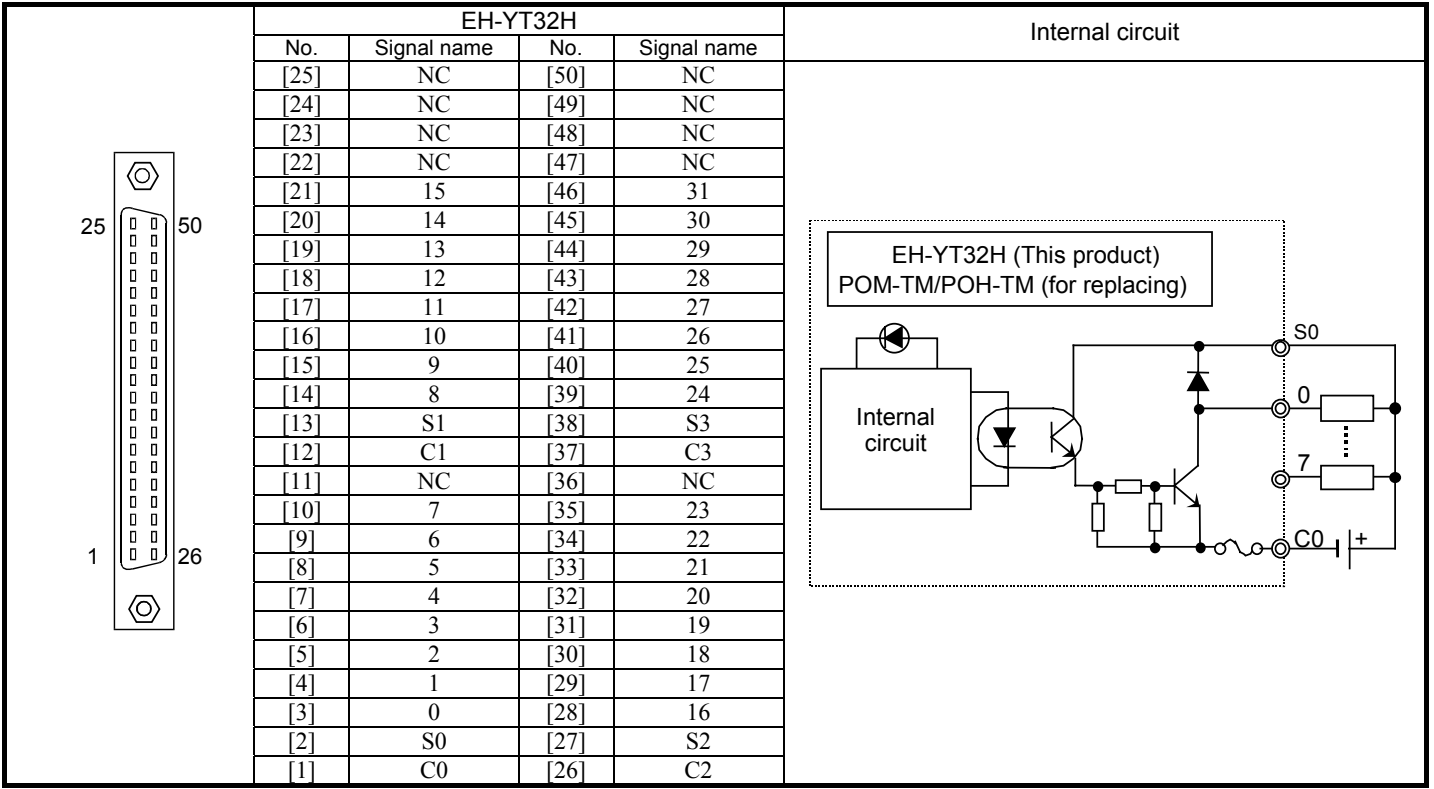 EH-YT32H Internal circuit
No. Signal name No. Signal name
[25] NC [50] NC
[24] NC [49] NC
[23] NC [48] NC
[22] NC [47] NC
[21] 15 [46] 31
[20] 14 [45] 30
[19] 13 [44] 29
[18] 12 [43] 28
[17] 11 [42] 27
[16] 10 [41] 26
[15] 9 [40] 25
[14] 8 [39] 24
[13] S1 [38] S3
[12] C1 [37] C3
[11] NC [36] NC
[10] 7 [35] 23
[9] 6 [34] 22
[8] 5 [33] 21
[7] 4 [32] 20
[6] 3 [31] 19
[5] 2 [30] 18
[4] 1 [29] 17
[3] 0 [28] 16
[2] S0 [27] S2
[1] C0 [26] C2
25 50
1 26
EH-YT32H (This product)
POM-TM/POH-TM (for replacing)
Internal
circuit
S0
0
7
C0 +